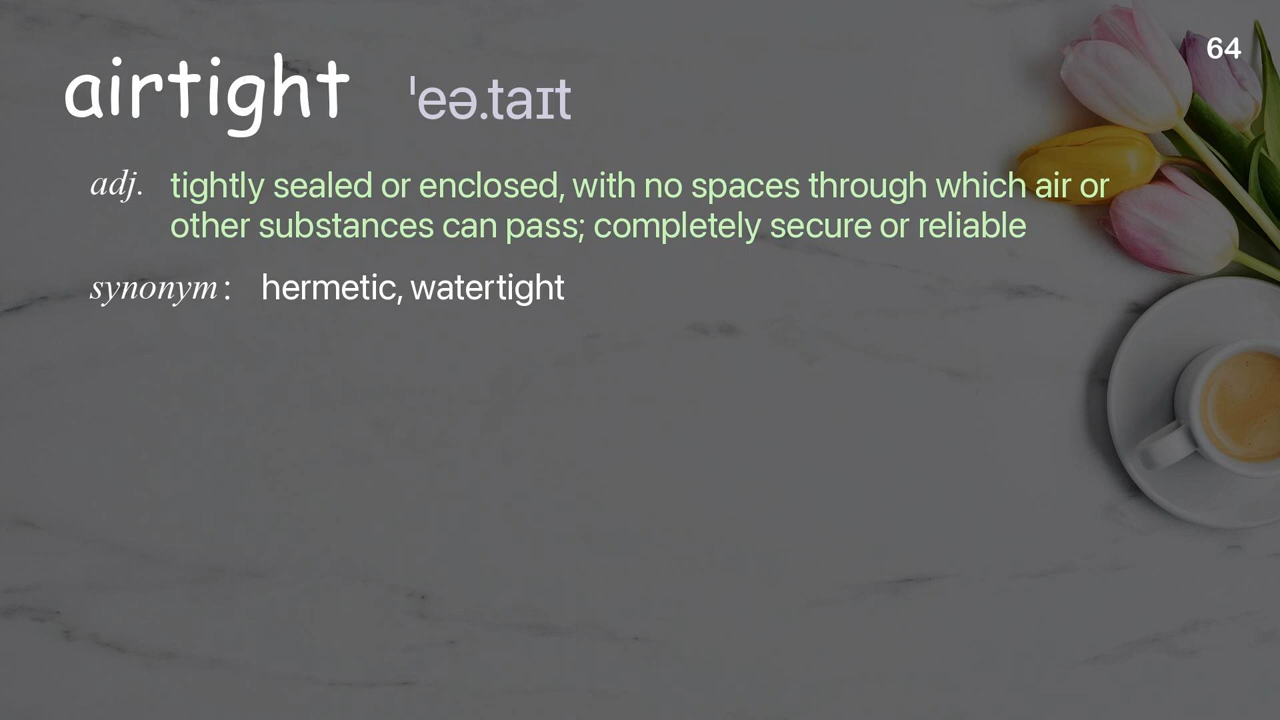 64
airtight ˈeə.taɪt
adj. tightly sealed or enclosed, with no spaces through which air or
other substances can pass; completely secure or reliable
synonym: hermetic, watertight